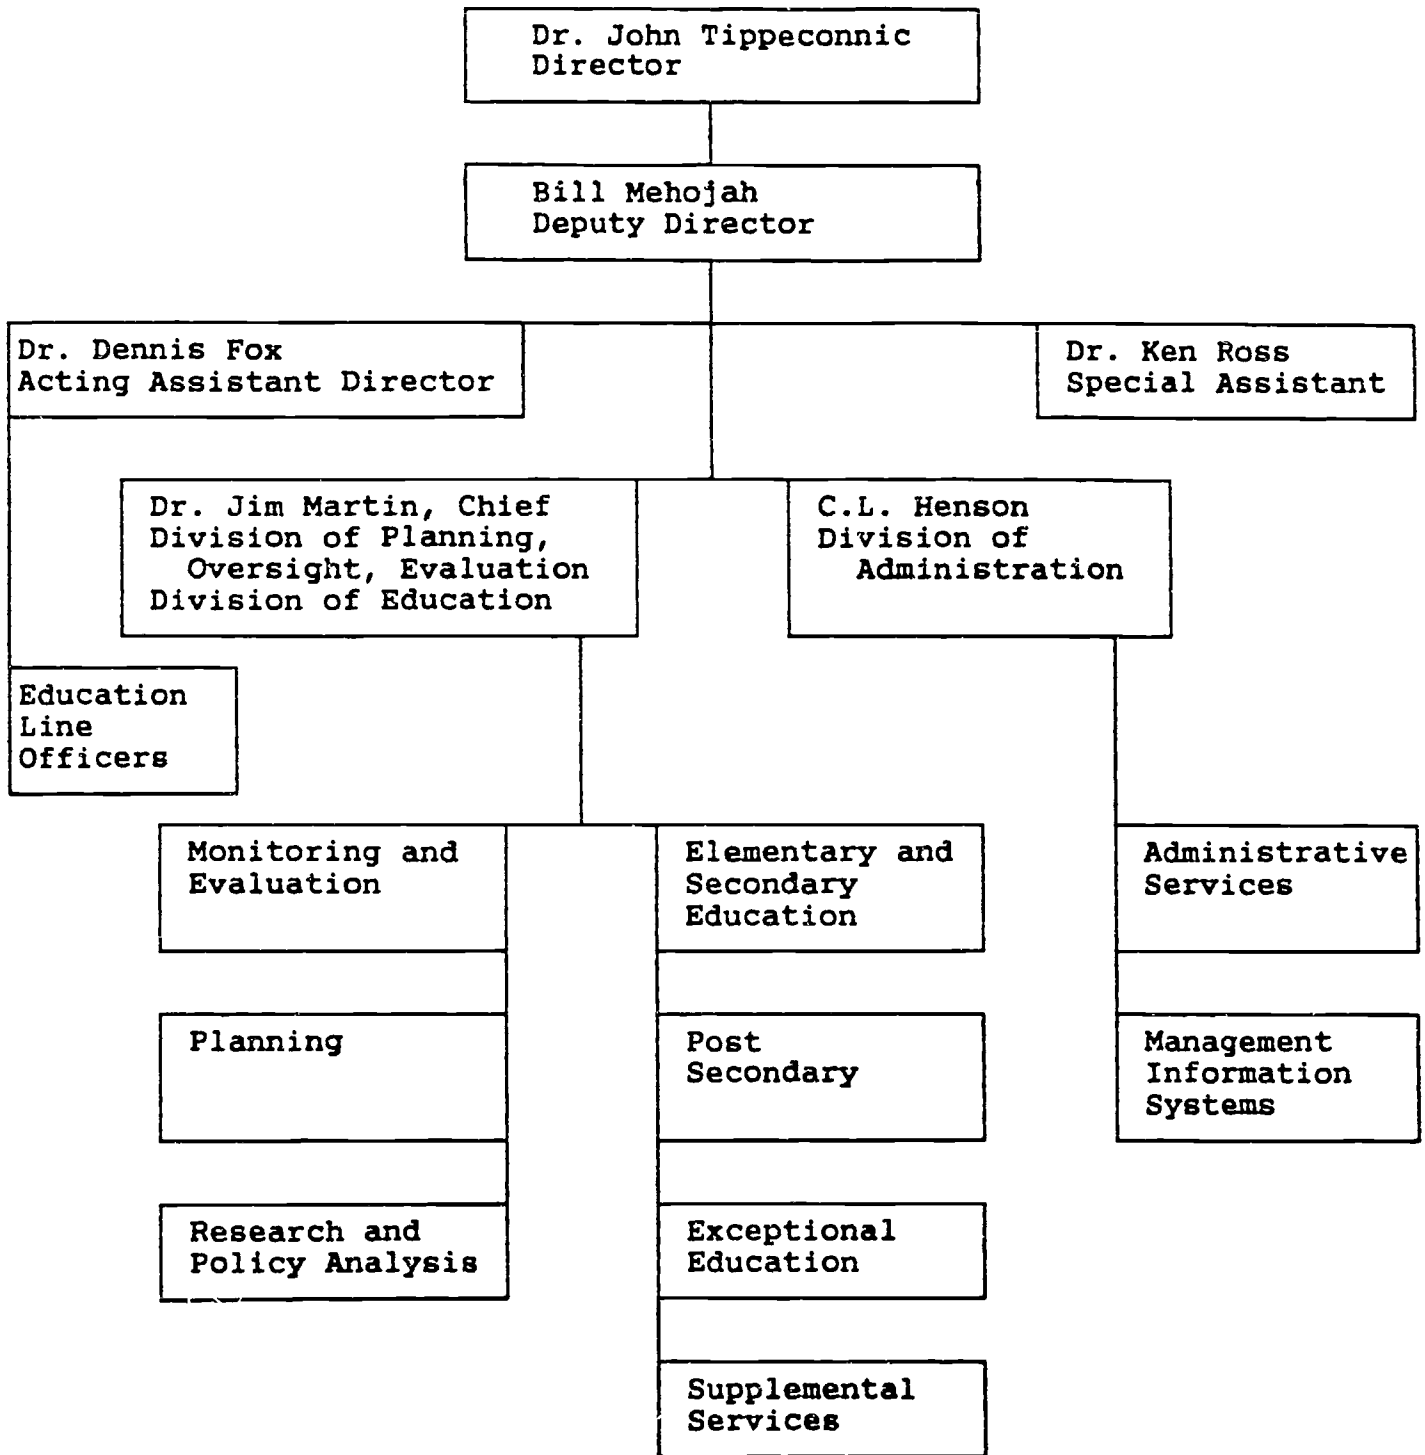 Dr. John Tippeconnic
Director
Bill Mehojah
Deputy Director
Dr. Dennis Fox
Acting Assistant Director
Dr. Ken Ross
Special Assistant
Dr. Jim Martin, Chief
Division of Planning,
Oversight, Evaluation
Division of Education
C.L. Henson
Division of
Administration
Education
Line
Officers
Monitoring and
Evaluation
Elementary and
Secondary
Education
Administrative
Services
Planning
Post
Secondary
Management
Information
Systems
Research and
Policy Analysis
Exceptional
Education
Supplemental
Services